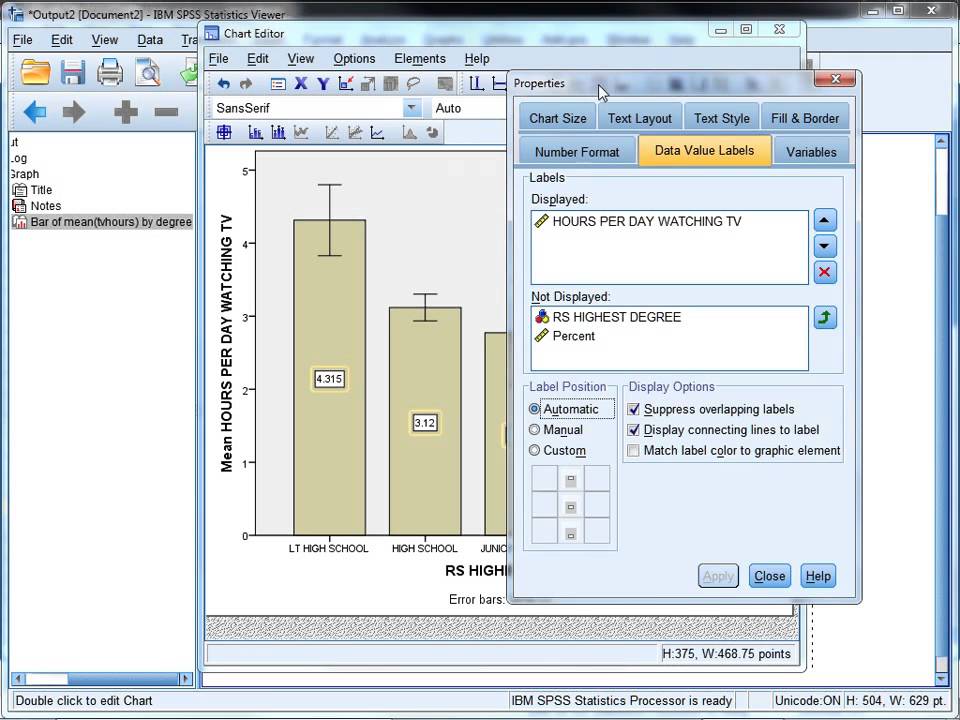 *Output2 [Document2] - IBM SPSS Statistics Viewer
File Edit View Data Tra
ut
Log
Graph
Title
Notes
Bar of mean(tvhours) by degree
Chart Editor
File Edit View Options Elements Help
X Y
SansSerif Auto
5
4
3
2
1
0
Mean HOURS PER DAY WATCHING TV
4.315
3.12
LT HIGH SCHOOL HIGH SCHOOL JUNIC
RS HIGH
Error bars:
H:375, W:468.75 points
Properties
Chart Size Text Layout Text Style Fill & Border
Number Format Data Value Labels Variables
Labels
Displayed:
HOURS PER DAY WATCHING TV
Not Displayed:
RS HIGHEST DEGREE
Percent
Label Position
Automatic
Manual
Custom
Display Options
Suppress overlapping labels
Display connecting lines to label
Match label color to graphic element
Apply Close Help
Double click to edit Chart IBM SPSS Statistics Processor is ready Unicode:ON H: 504, W: 629 pt.